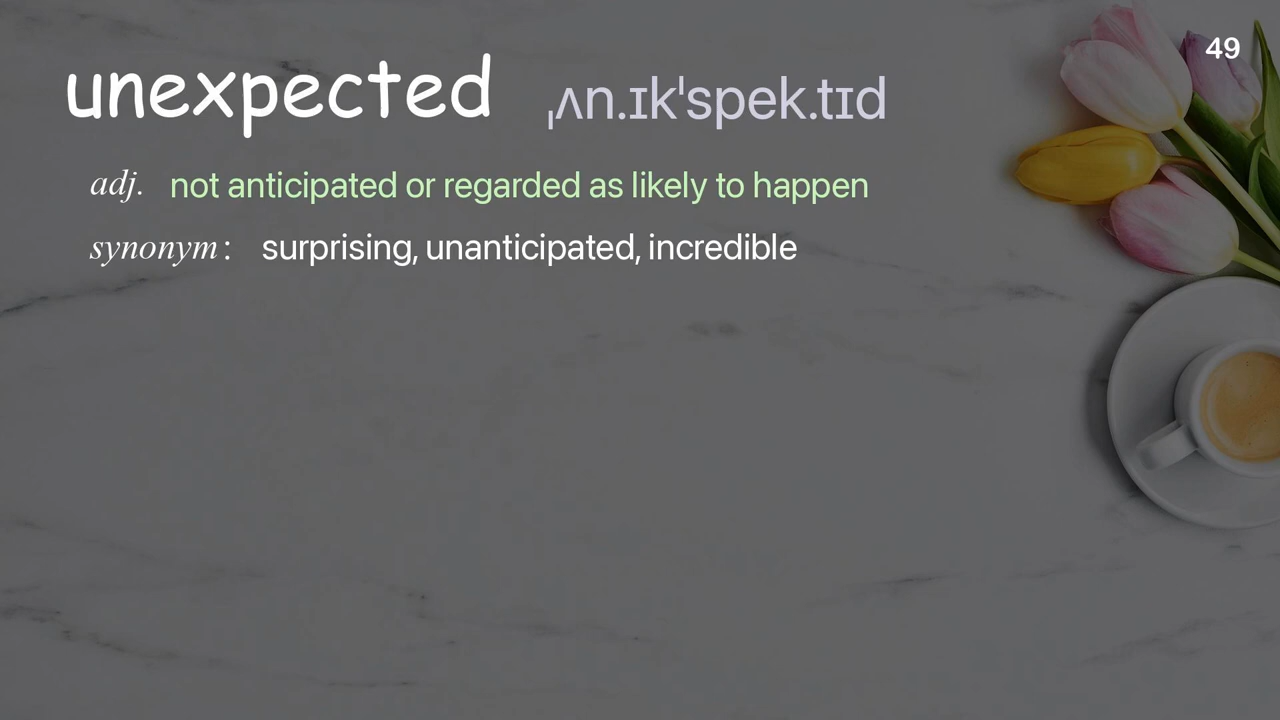 49
unexpected ˌʌn.ɪkˈspek.tɪd
adj. not anticipated or regarded as likely to happen
synonym: surprising, unanticipated, incredible